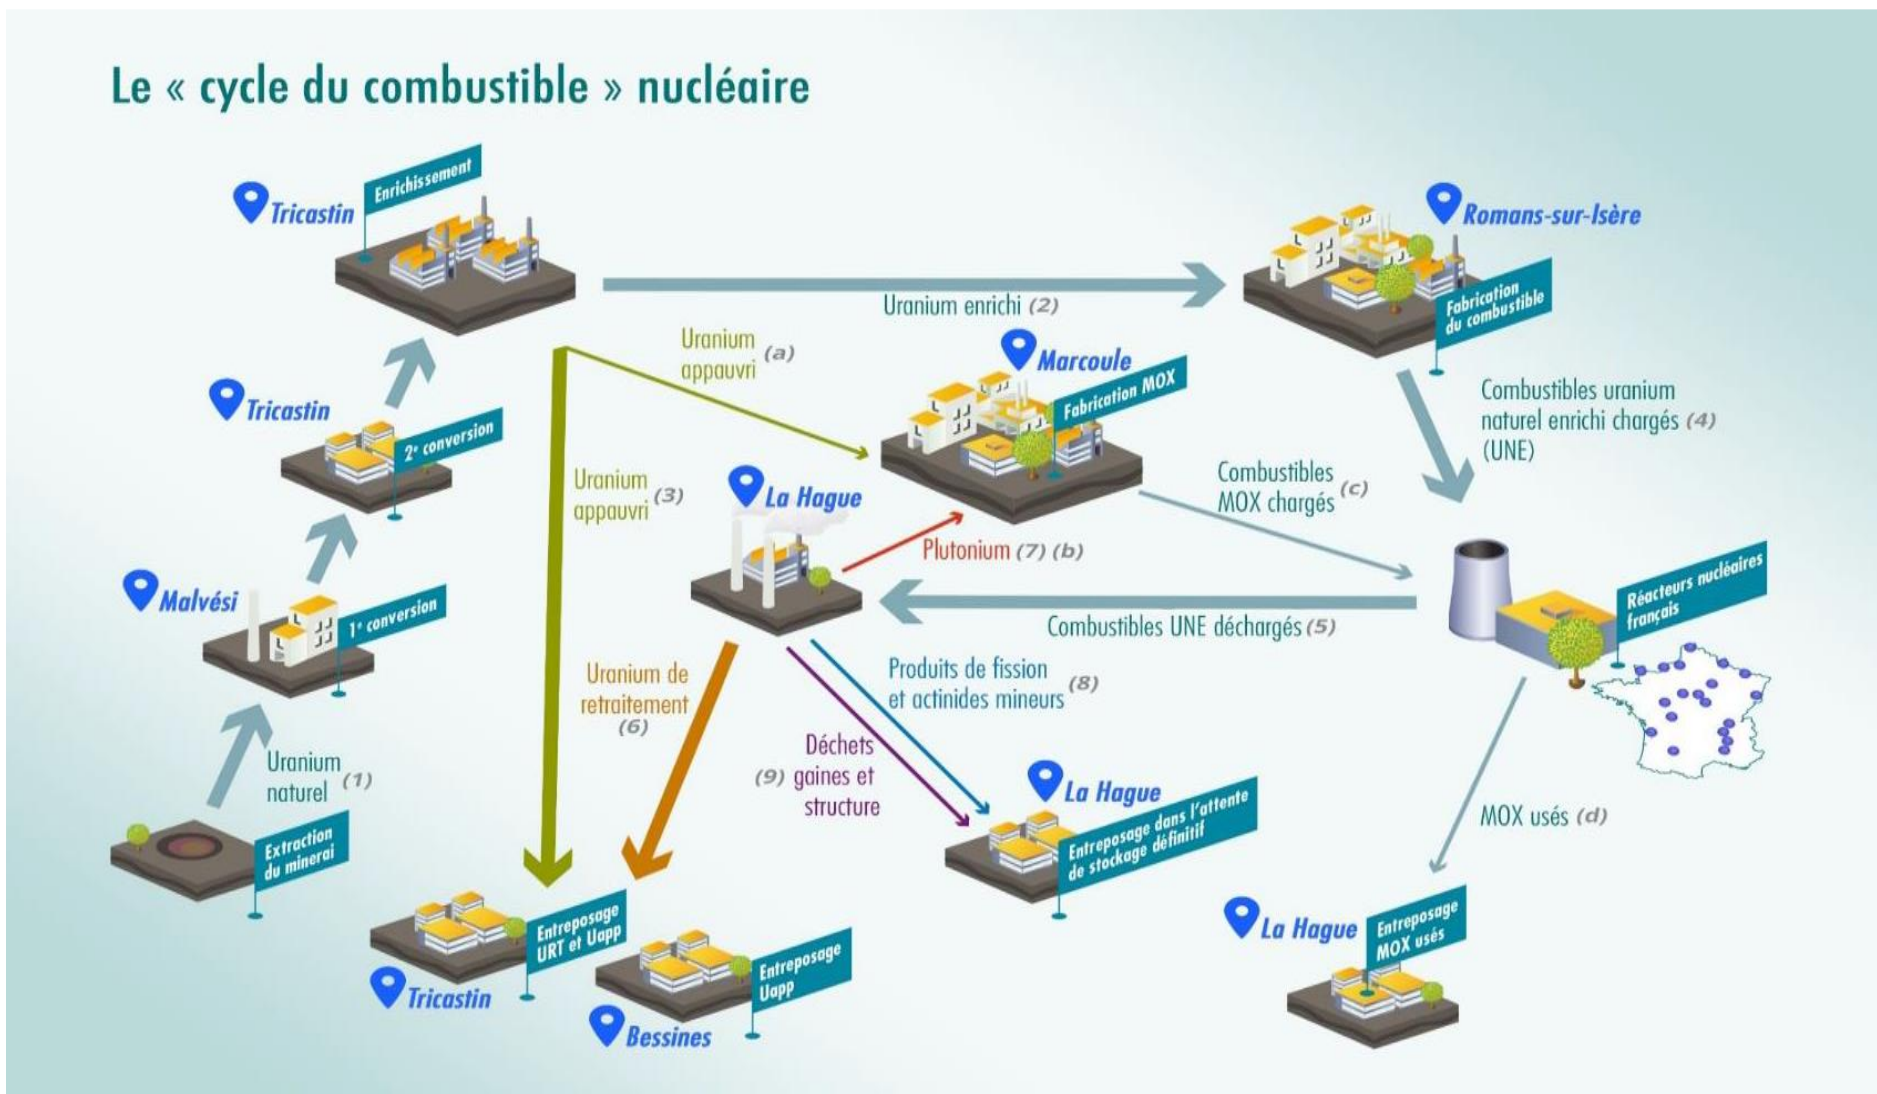 Le « cycle du combustible » nucléaire
Tricastin
Enrichissement
Romans-sur-Isère
Fabrication
du combustible
Uranium enrichi (2)
Uranium
appauvri (a)
Marcoule
Fabrication MOX
Combustibles uranium
naturel enrichi chargés (4)
(UNE)
Tricastin
2e conversion
Uranium
appauvri (3)
La Hague
Combustibles
MOX chargés (c)
Plutonium (7) (b)
Malvési
1e conversion
Réacteurs nucléaires
français
Combustibles UNE déchargés (5)
Uranium de
retraitement
(6)
Produits de fission
et actinides mineurs (8)
Déchets
(9) gaines et
structure
Uranium
naturel (1)
Extraction
du minerai
La Hague
Entreposage dans l'attente
de stockage définitif
MOX usés (d)
Entreposage
URT et Uapp
Tricastin
Entreposage
Uapp
Bessines
La Hague
Entreposage
MOX usés